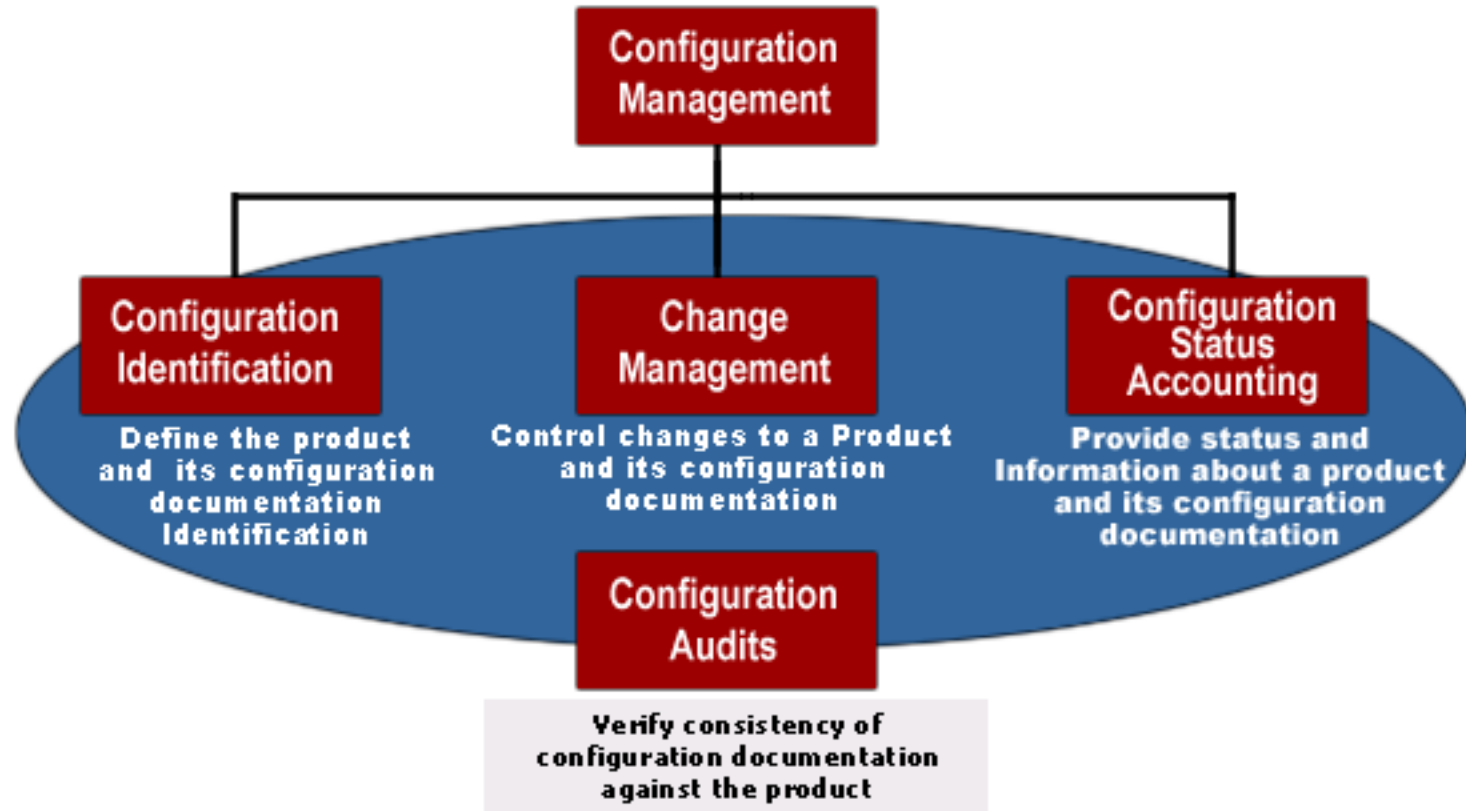 Configuration
Management
Configuration
Identification
Define the product
and its configuration
documentation
Identification
Change
Management
Control changes to a Product
and its configuration
documentation
Configuration
Status
Accounting
Provide status and
Information about a product
and its configuration
documentation
Configuration
Audits
Verify consistency of
configuration documentation
against the product